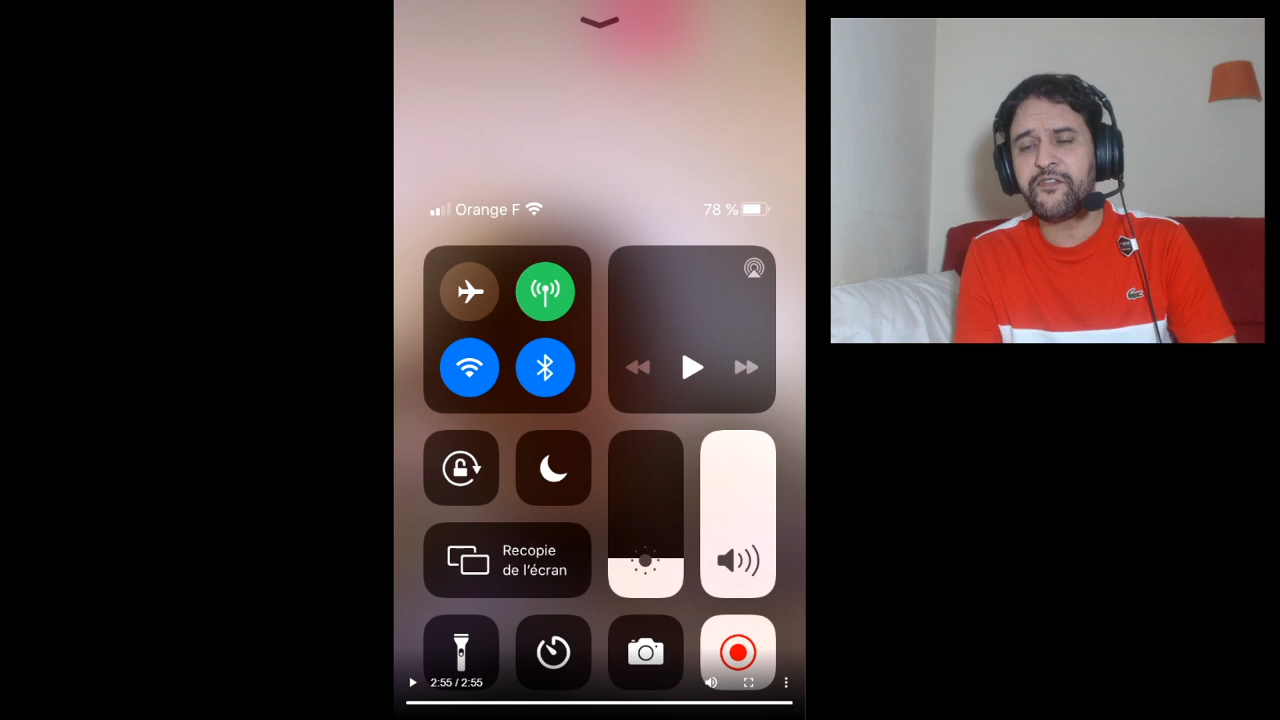 Orange F
78 %
Recopie
de l'écran
2:55 / 2:55